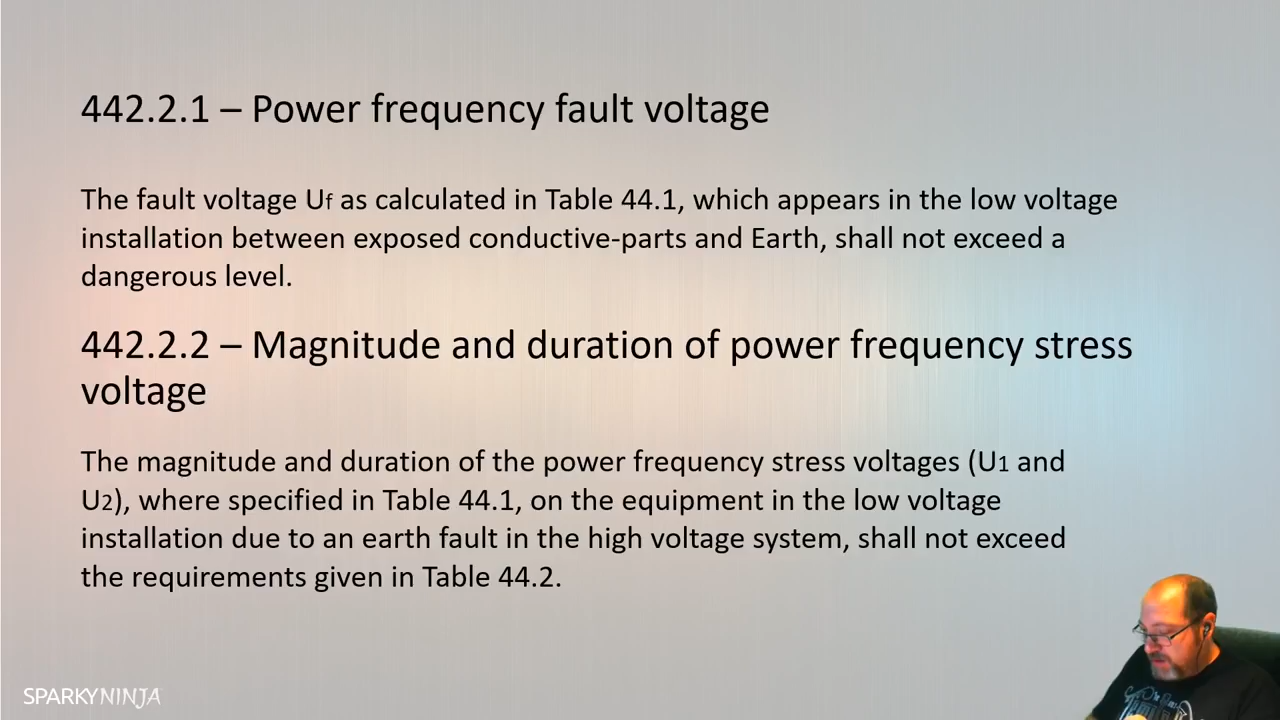 442.2.1 – Power frequency fault voltage
The fault voltage Uf as calculated in Table 44.1, which appears in the low voltage
installation between exposed conductive-parts and Earth, shall not exceed a
dangerous level.
442.2.2 – Magnitude and duration of power frequency stress
voltage
The magnitude and duration of the power frequency stress voltages (U1 and
U2), where specified in Table 44.1, on the equipment in the low voltage
installation due to an earth fault in the high voltage system, shall not exceed
the requirements given in Table 44.2.
SPARKYNINJA